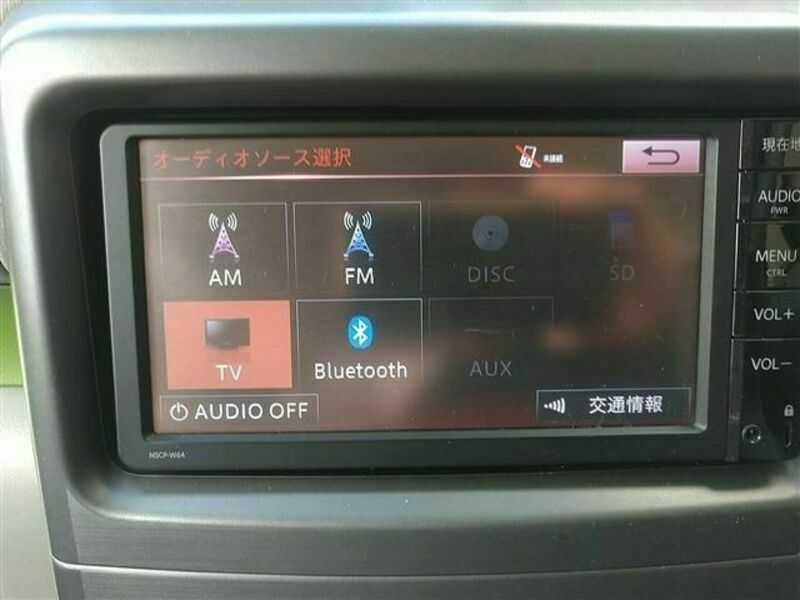 オーディオソース選択
未接続
AM
FM
DISC
SD
TV
Bluetooth
AUX
AUDIO OFF
交通情報
NSCP-W64
現在地
AUDIO
PWR
MENU
CTRL
VOL+
VOL−